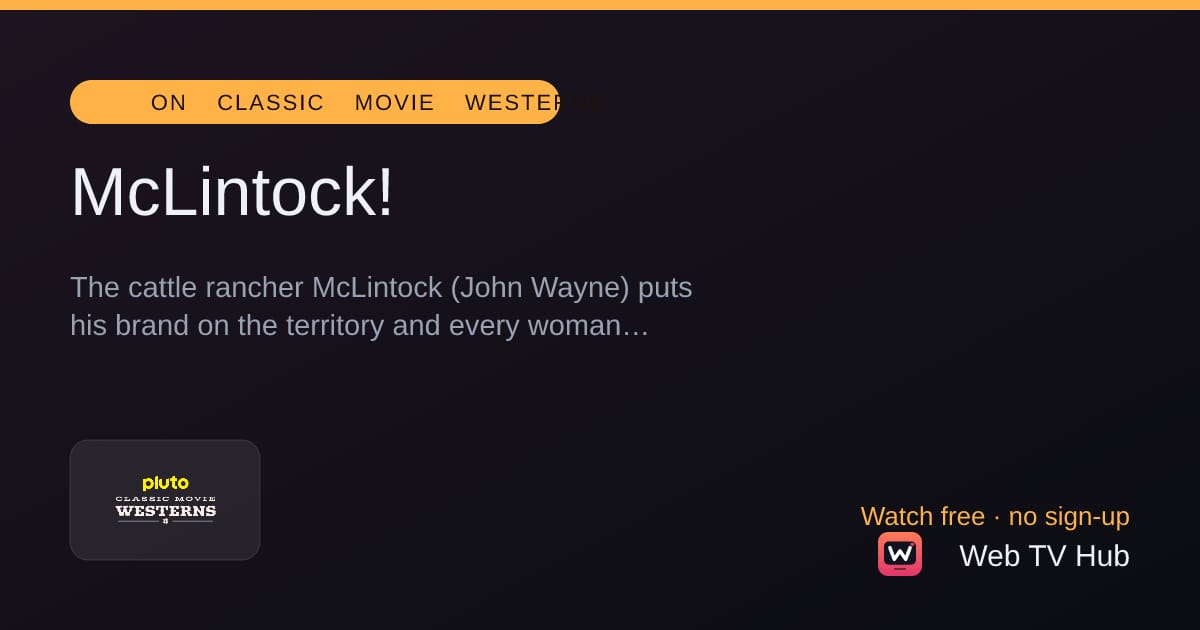 ON CLASSIC MOVIE WESTERNS
McLintock!
The cattle rancher McLintock (John Wayne) puts
his brand on the territory and every woman…
pluto
CLASSIC MOVIE
WESTERNS
Watch free · no sign-up
Web TV Hub